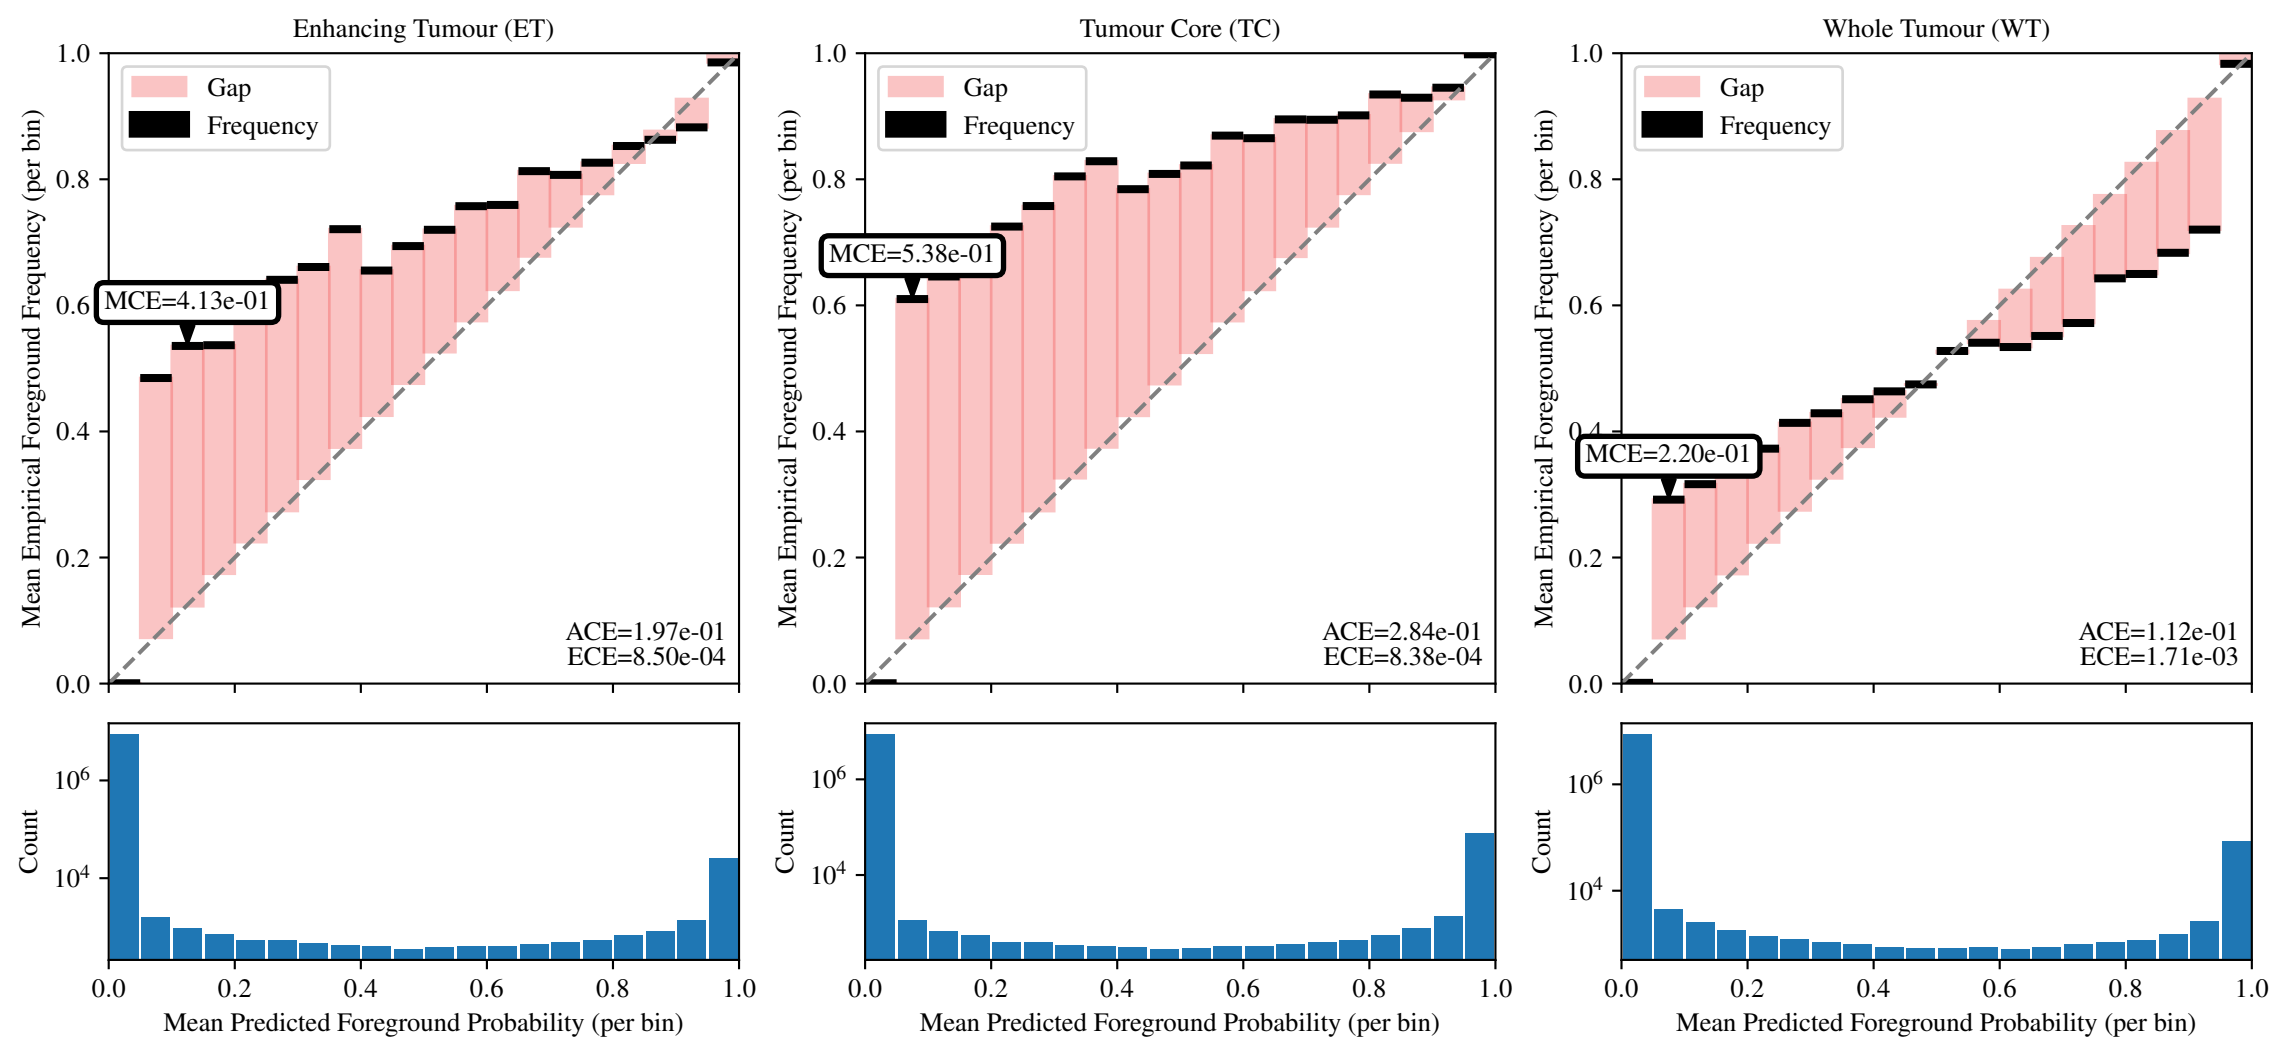 Enhancing Tumour (ET)
Mean Empirical Foreground Frequency (per bin)
1.0
0.8
0.6
0.4
0.2
0.0
Gap
Frequency
MCE=4.13e-01
ACE=1.97e-01
ECE=8.50e-04
Count
10⁶
10⁴
0.0 0.2 0.4 0.6 0.8 1.0
Mean Predicted Foreground Probability (per bin)
Tumour Core (TC)
Mean Empirical Foreground Frequency (per bin)
1.0
0.8
0.6
0.4
0.2
0.0
Gap
Frequency
MCE=5.38e-01
ACE=2.84e-01
ECE=8.38e-04
Count
10⁶
10⁴
0.0 0.2 0.4 0.6 0.8 1.0
Mean Predicted Foreground Probability (per bin)
Whole Tumour (WT)
Mean Empirical Foreground Frequency (per bin)
1.0
0.8
0.6
0.4
0.2
0.0
Gap
Frequency
MCE=2.20e-01
ACE=1.12e-01
ECE=1.71e-03
Count
10⁶
10⁴
0.0 0.2 0.4 0.6 0.8 1.0
Mean Predicted Foreground Probability (per bin)